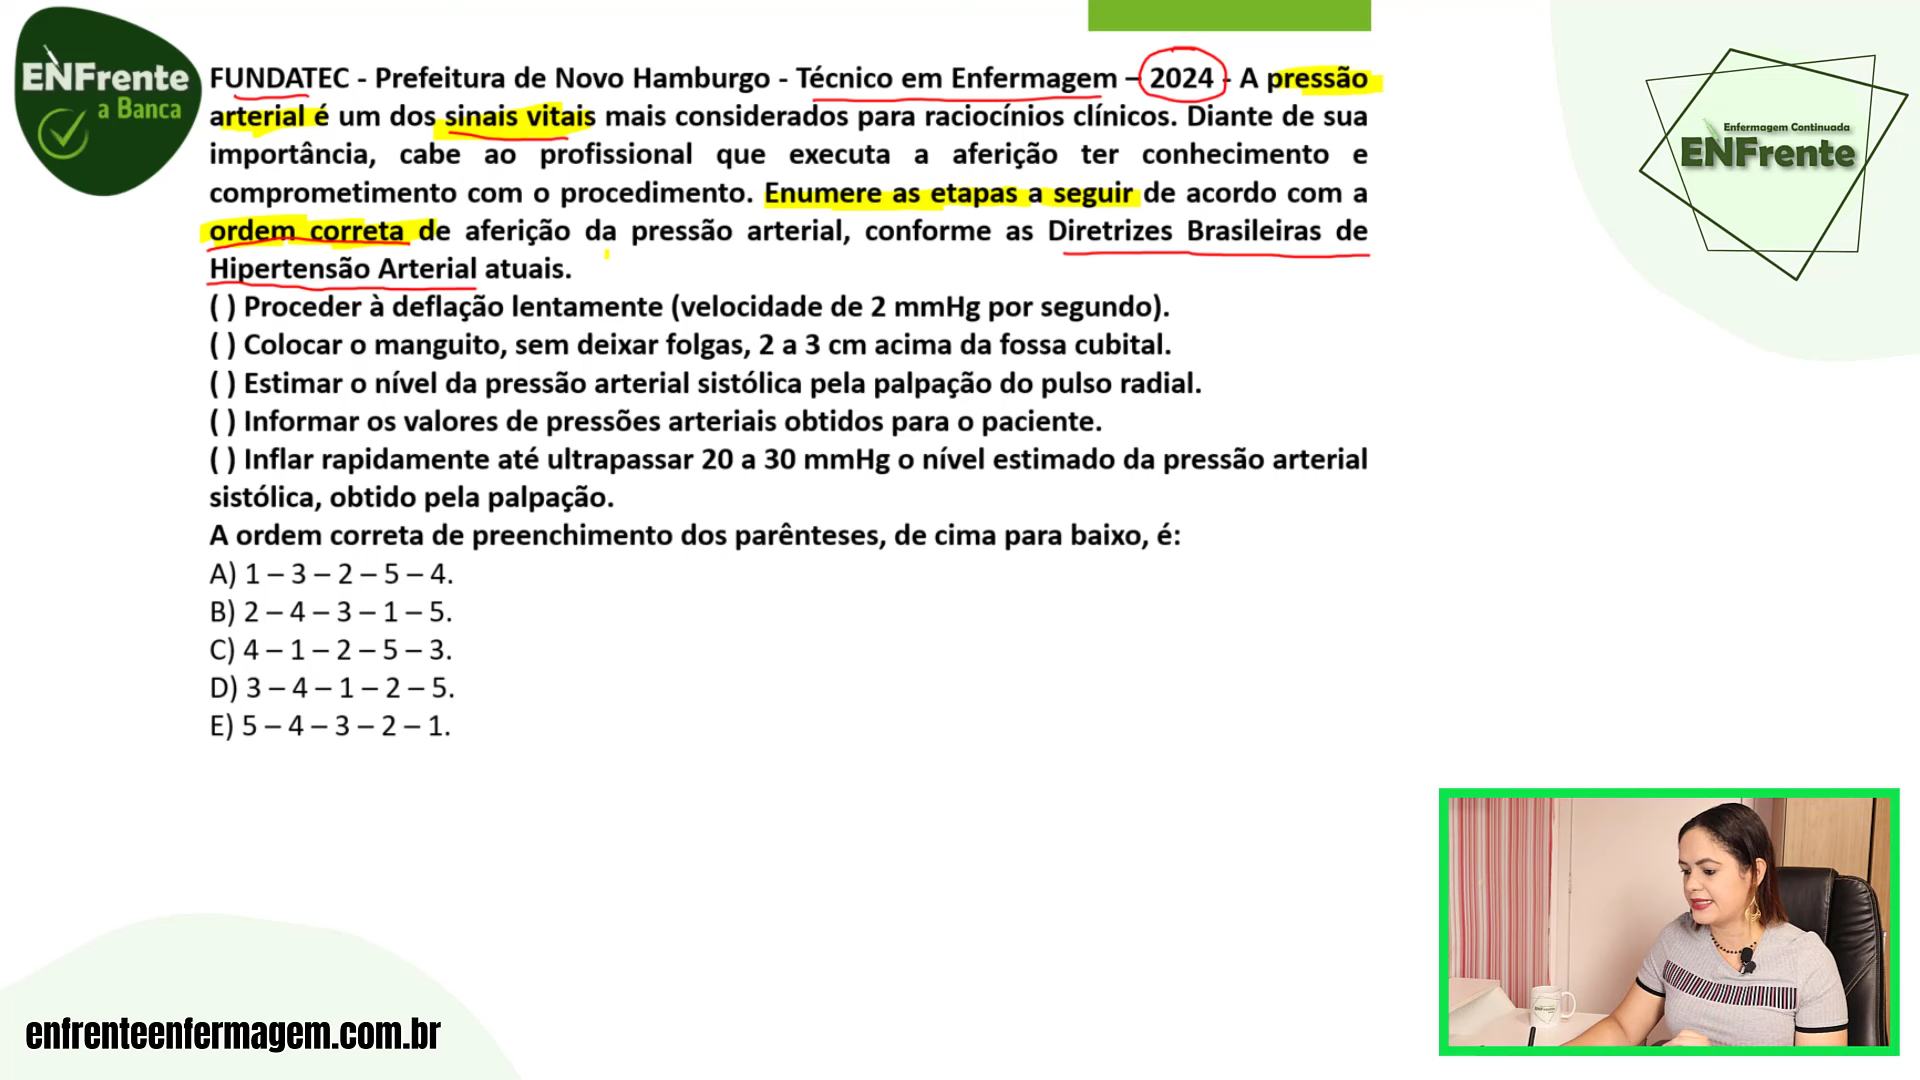 ENFrente
a Banca
FUNDATEC - Prefeitura de Novo Hamburgo - Técnico em Enfermagem – 2024 - A pressão
arterial é um dos sinais vitais mais considerados para raciocínios clínicos. Diante de sua
importância, cabe ao profissional que executa a aferição ter conhecimento e
comprometimento com o procedimento. Enumere as etapas a seguir de acordo com a
ordem correta de aferição da pressão arterial, conforme as Diretrizes Brasileiras de
Hipertensão Arterial atuais.
( ) Proceder à deflação lentamente (velocidade de 2 mmHg por segundo).
( ) Colocar o manguito, sem deixar folgas, 2 a 3 cm acima da fossa cubital.
( ) Estimar o nível da pressão arterial sistólica pela palpação do pulso radial.
( ) Informar os valores de pressões arteriais obtidos para o paciente.
( ) Inflar rapidamente até ultrapassar 20 a 30 mmHg o nível estimado da pressão arterial
sistólica, obtido pela palpação.
A ordem correta de preenchimento dos parênteses, de cima para baixo, é:
A) 1 – 3 – 2 – 5 – 4.
B) 2 – 4 – 3 – 1 – 5.
C) 4 – 1 – 2 – 5 – 3.
D) 3 – 4 – 1 – 2 – 5.
E) 5 – 4 – 3 – 2 – 1.
Enfermagem Continuada
ENFrente
enfrenteenfermagem.com.br